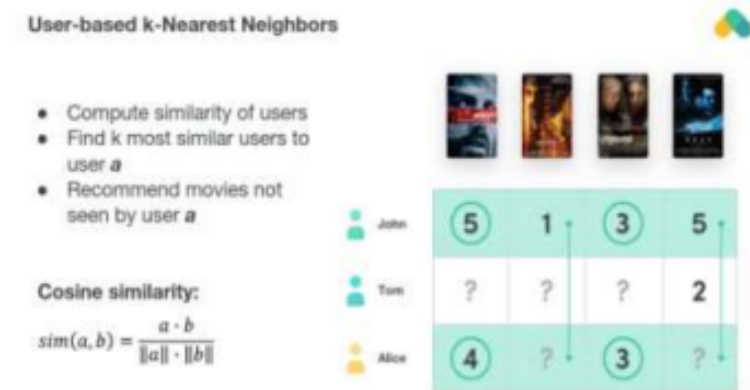 User-based k-Nearest Neighbors
• Compute similarity of users
• Find k most similar users to
user a
• Recommend movies not
seen by user a
Cosine similarity:
sim(a, b) = a · b / ‖a‖ · ‖b‖
John 5 1 3 5
Tom ? ? ? 2
Alice 4 ? 3 ?